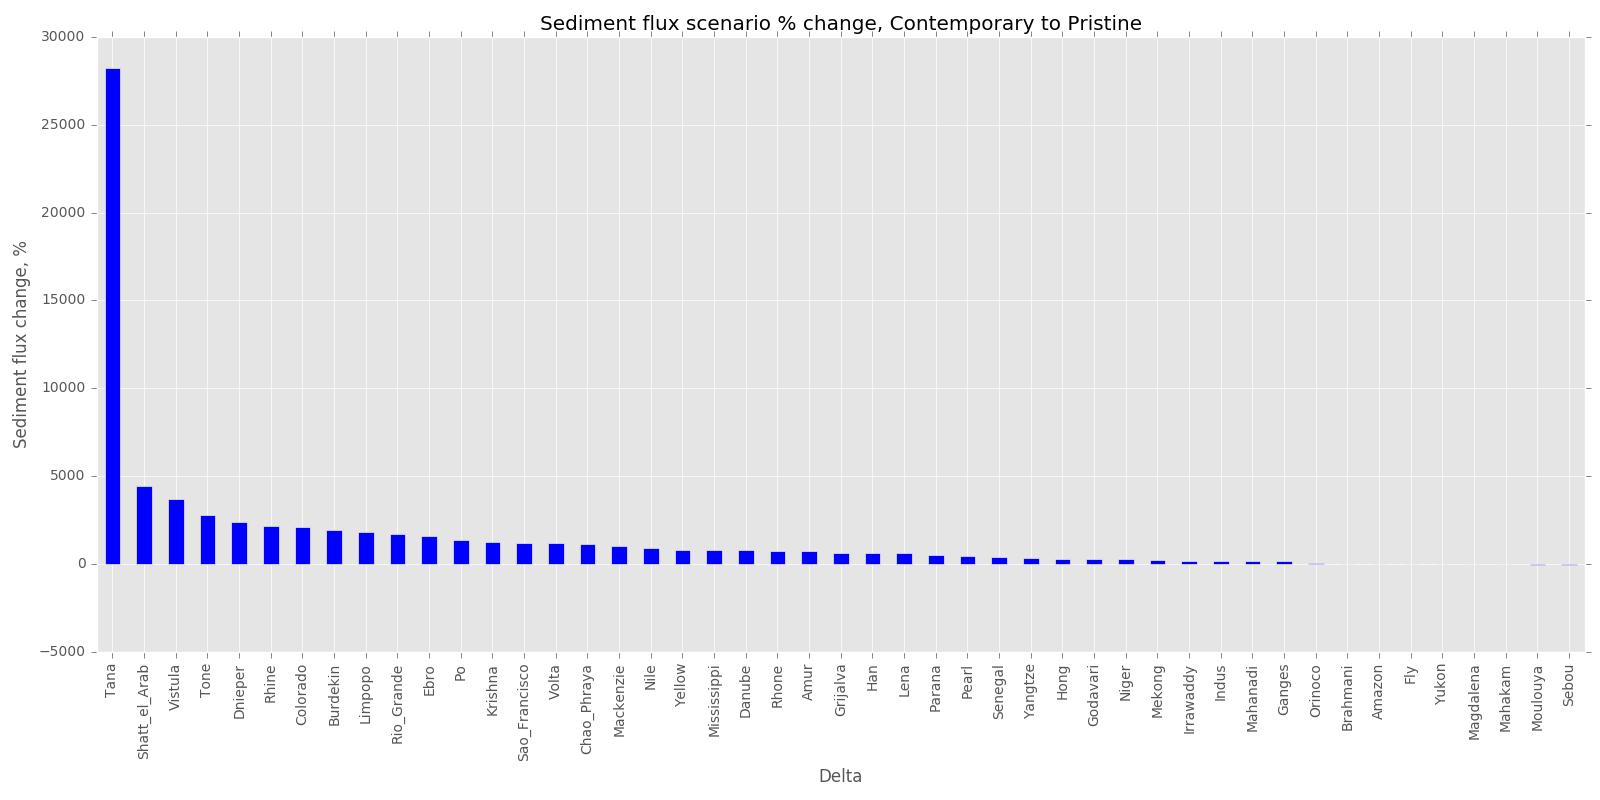 Sediment flux scenario % change, Contemporary to Pristine
30000
25000
20000
15000
10000
5000
0
−5000
Sediment flux change, %
Tana
Shatt_el_Arab
Vistula
Tone
Dnieper
Rhine
Colorado
Burdekin
Limpopo
Rio_Grande
Ebro
Po
Krishna
Sao_Francisco
Volta
Chao_Phraya
Mackenzie
Nile
Yellow
Mississippi
Danube
Rhone
Amur
Grijalva
Han
Lena
Parana
Pearl
Senegal
Yangtze
Hong
Godavari
Niger
Mekong
Irrawaddy
Indus
Mahanadi
Ganges
Orinoco
Brahmani
Amazon
Fly
Yukon
Magdalena
Mahakam
Moulouya
Sebou
Delta